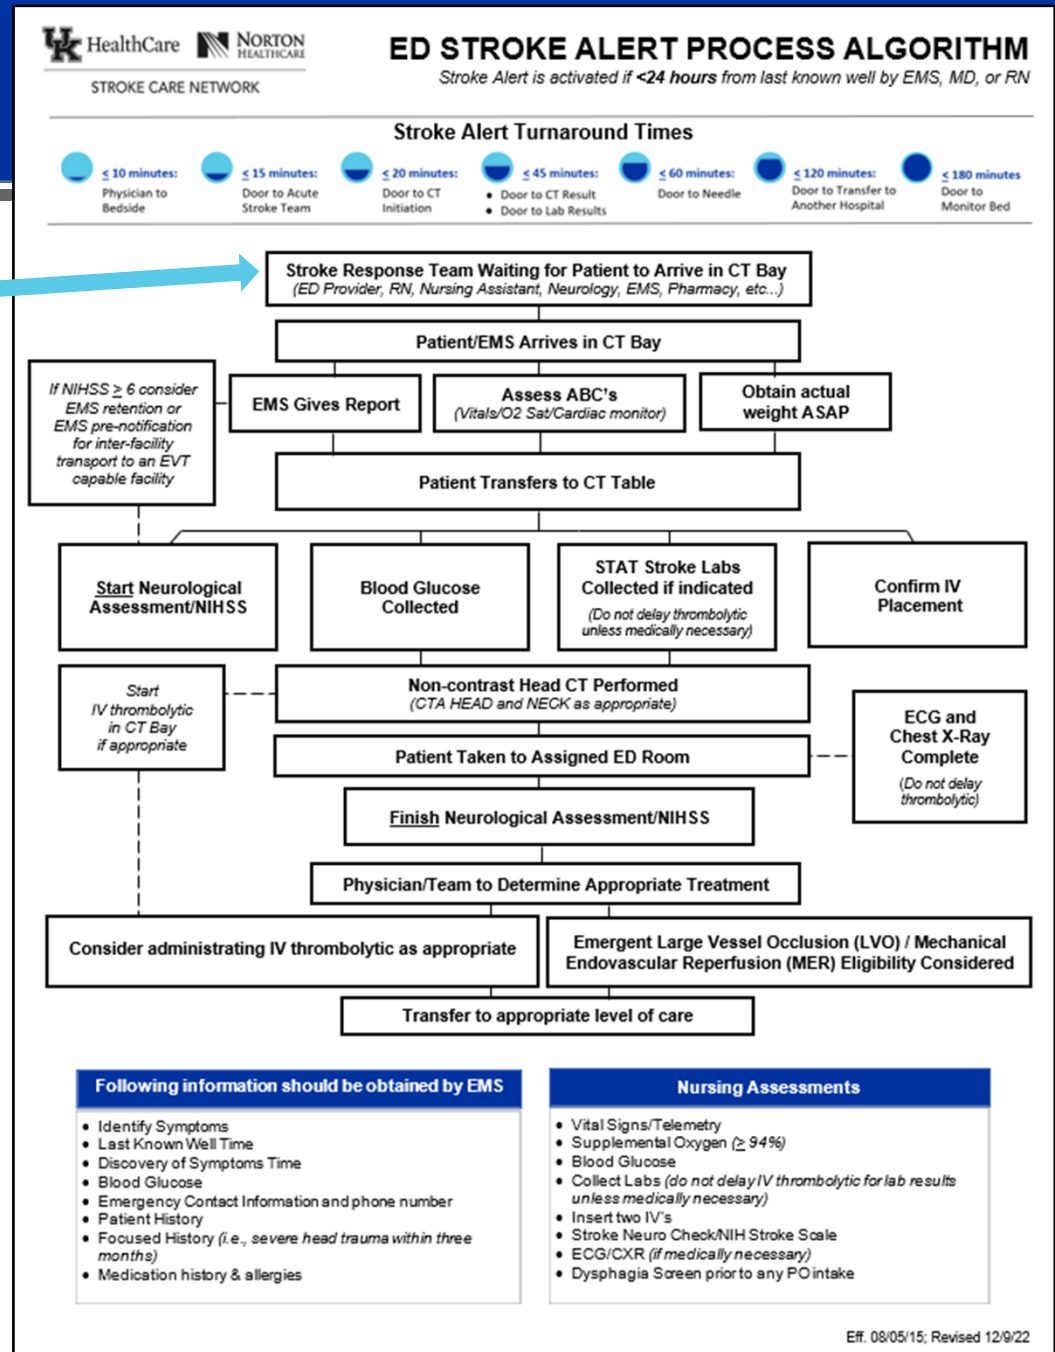 UK HealthCare
NORTON
HEALTHCARE
STROKE CARE NETWORK
ED STROKE ALERT PROCESS ALGORITHM
Stroke Alert is activated if <24 hours from last known well by EMS, MD, or RN
Stroke Alert Turnaround Times
≤ 10 minutes:
Physician to
Bedside
≤ 15 minutes:
Door to Acute
Stroke Team
≤ 20 minutes:
Door to CT
Initiation
≤ 45 minutes:
• Door to CT Result
• Door to Lab Results
≤ 60 minutes:
Door to Needle
≤ 120 minutes:
Door to Transfer to
Another Hospital
≤ 180 minutes
Door to
Monitor Bed
Stroke Response Team Waiting for Patient to Arrive in CT Bay
(ED Provider, RN, Nursing Assistant, Neurology, EMS, Pharmacy, etc...)
Patient/EMS Arrives in CT Bay
If NIHSS ≥ 6 consider
EMS retention or
EMS pre-notification
for inter-facility
transport to an EVT
capable facility
EMS Gives Report
Assess ABC's
(Vitals/O2 Sat/Cardiac monitor)
Obtain actual
weight ASAP
Patient Transfers to CT Table
Start Neurological
Assessment/NIHSS
Blood Glucose
Collected
STAT Stroke Labs
Collected if indicated
(Do not delay thrombolytic
unless medically necessary)
Confirm IV
Placement
Start
IV thrombolytic
in CT Bay
if appropriate
Non-contrast Head CT Performed
(CTA HEAD and NECK as appropriate)
Patient Taken to Assigned ED Room
ECG and
Chest X-Ray
Complete
(Do not delay
thrombolytic)
Finish Neurological Assessment/NIHSS
Physician/Team to Determine Appropriate Treatment
Consider administrating IV thrombolytic as appropriate
Emergent Large Vessel Occlusion (LVO) / Mechanical
Endovascular Reperfusion (MER) Eligibility Considered
Transfer to appropriate level of care
Following information should be obtained by EMS
• Identify Symptoms
• Last Known Well Time
• Discovery of Symptoms Time
• Blood Glucose
• Emergency Contact Information and phone number
• Patient History
• Focused History (i.e., severe head trauma within three
months)
• Medication history & allergies
Nursing Assessments
• Vital Signs/Telemetry
• Supplemental Oxygen (≥ 94%)
• Blood Glucose
• Collect Labs (do not delay IV thrombolytic for lab results
unless medically necessary)
• Insert two IV's
• Stroke Neuro Check/NIH Stroke Scale
• ECG/CXR (if medically necessary)
• Dysphagia Screen prior to any PO intake
Eff. 08/05/15; Revised 12/9/22